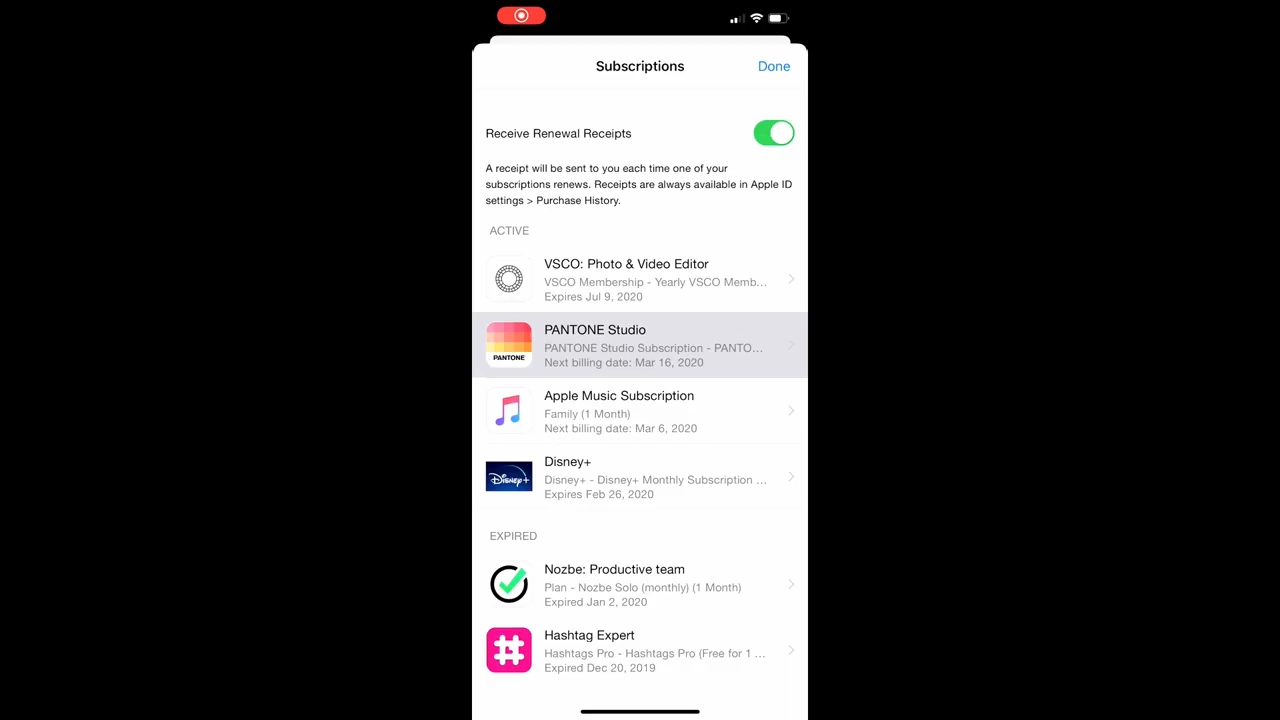 Subscriptions
Done
Receive Renewal Receipts
A receipt will be sent to you each time one of your
subscriptions renews. Receipts are always available in Apple ID
settings > Purchase History.
ACTIVE
VSCO: Photo & Video Editor
VSCO Membership - Yearly VSCO Memb...
Expires Jul 9, 2020
PANTONE
PANTONE Studio
PANTONE Studio Subscription - PANTO...
Next billing date: Mar 16, 2020
Apple Music Subscription
Family (1 Month)
Next billing date: Mar 6, 2020
Disney+
Disney+
Disney+ - Disney+ Monthly Subscription ...
Expires Feb 26, 2020
EXPIRED
Nozbe: Productive team
Plan - Nozbe Solo (monthly) (1 Month)
Expired Jan 2, 2020
Hashtag Expert
Hashtags Pro - Hashtags Pro (Free for 1 ...
Expired Dec 20, 2019